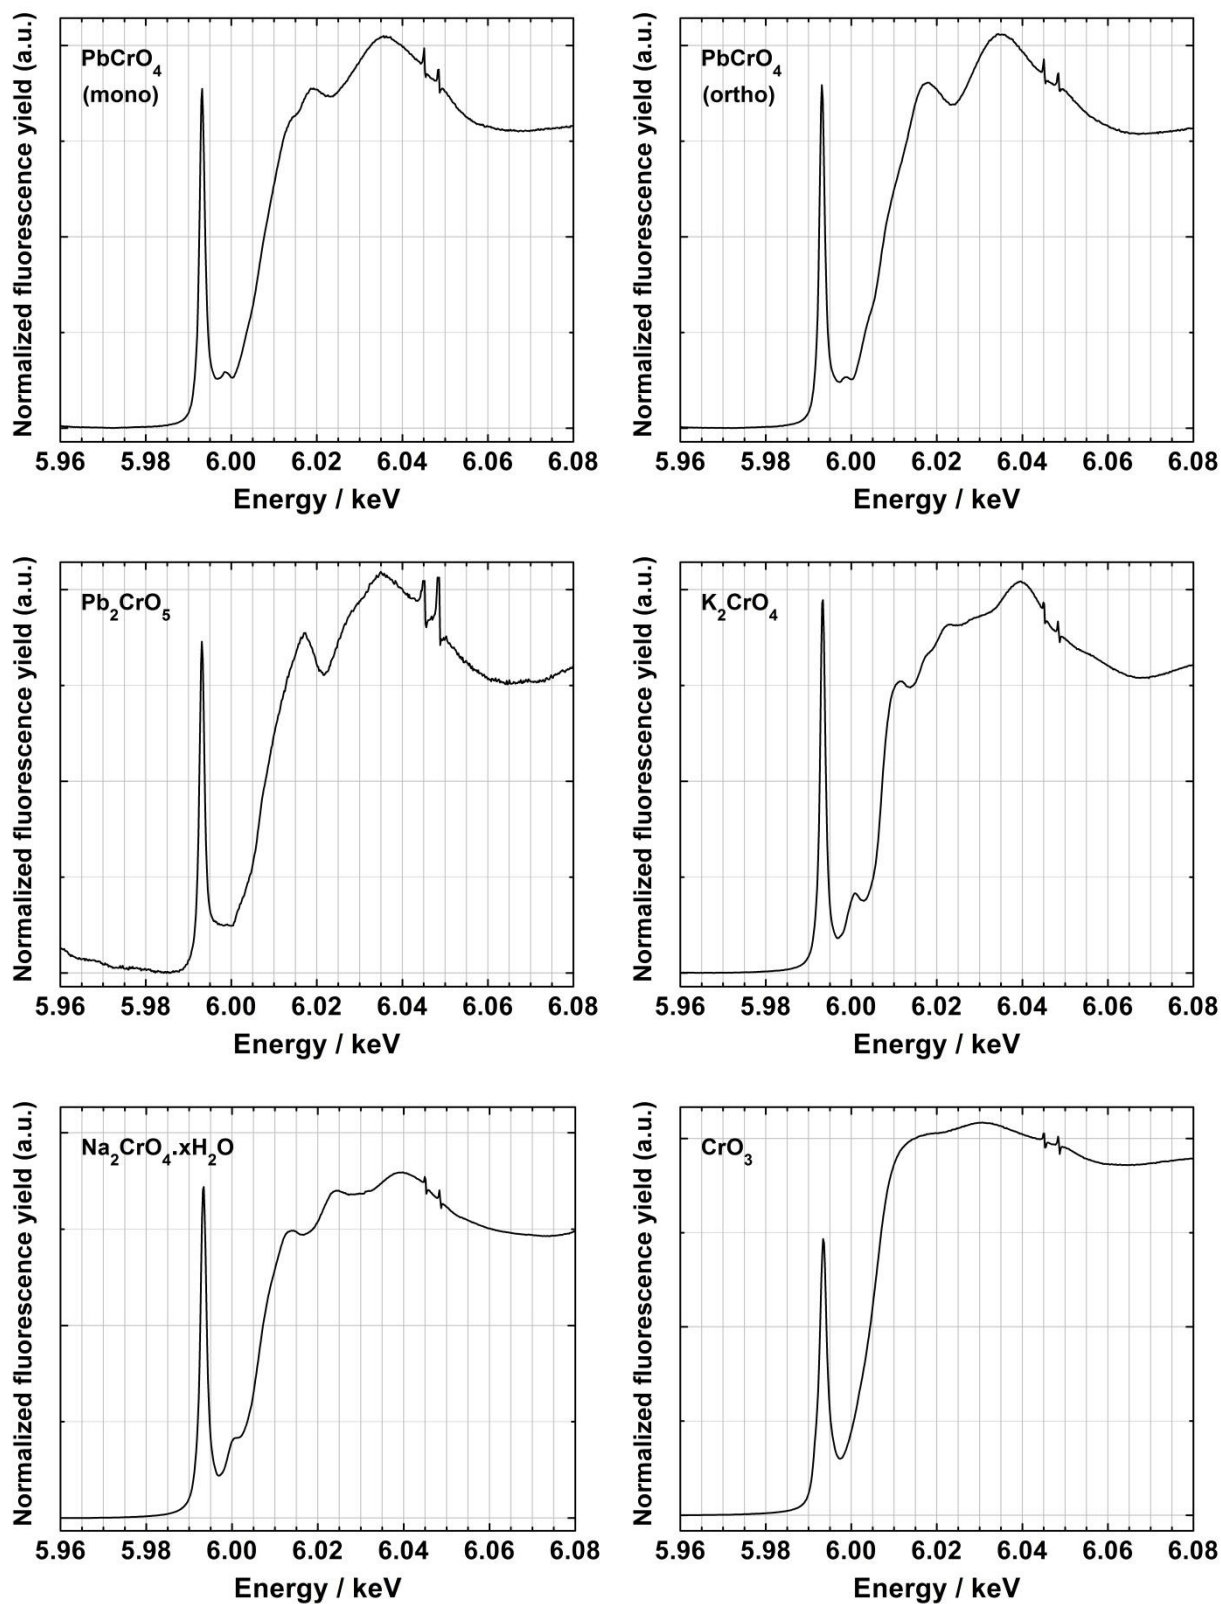 Normalized fluorescence yield (a.u.)
PbCrO4
(mono)
5.96 5.98 6.00 6.02 6.04 6.06 6.08
Energy / keV
Normalized fluorescence yield (a.u.)
PbCrO4
(ortho)
5.96 5.98 6.00 6.02 6.04 6.06 6.08
Energy / keV
Normalized fluorescence yield (a.u.)
Pb2CrO5
5.96 5.98 6.00 6.02 6.04 6.06 6.08
Energy / keV
Normalized fluorescence yield (a.u.)
K2CrO4
5.96 5.98 6.00 6.02 6.04 6.06 6.08
Energy / keV
Normalized fluorescence yield (a.u.)
Na2CrO4.xH2O
5.96 5.98 6.00 6.02 6.04 6.06 6.08
Energy / keV
Normalized fluorescence yield (a.u.)
CrO3
5.96 5.98 6.00 6.02 6.04 6.06 6.08
Energy / keV